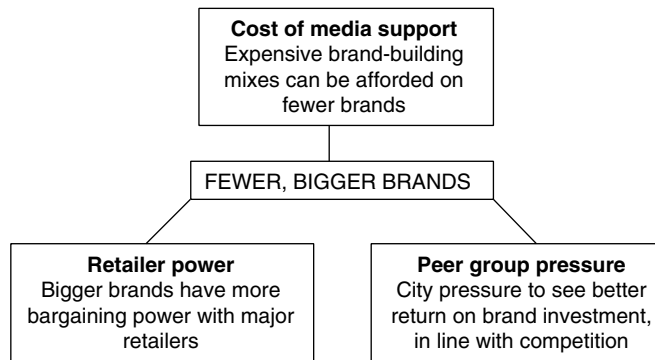 Cost of media support
Expensive brand-building
mixes can be afforded on
fewer brands
FEWER, BIGGER BRANDS
Retailer power
Bigger brands have more
bargaining power with major
retailers
Peer group pressure
City pressure to see better
return on brand investment,
in line with competition